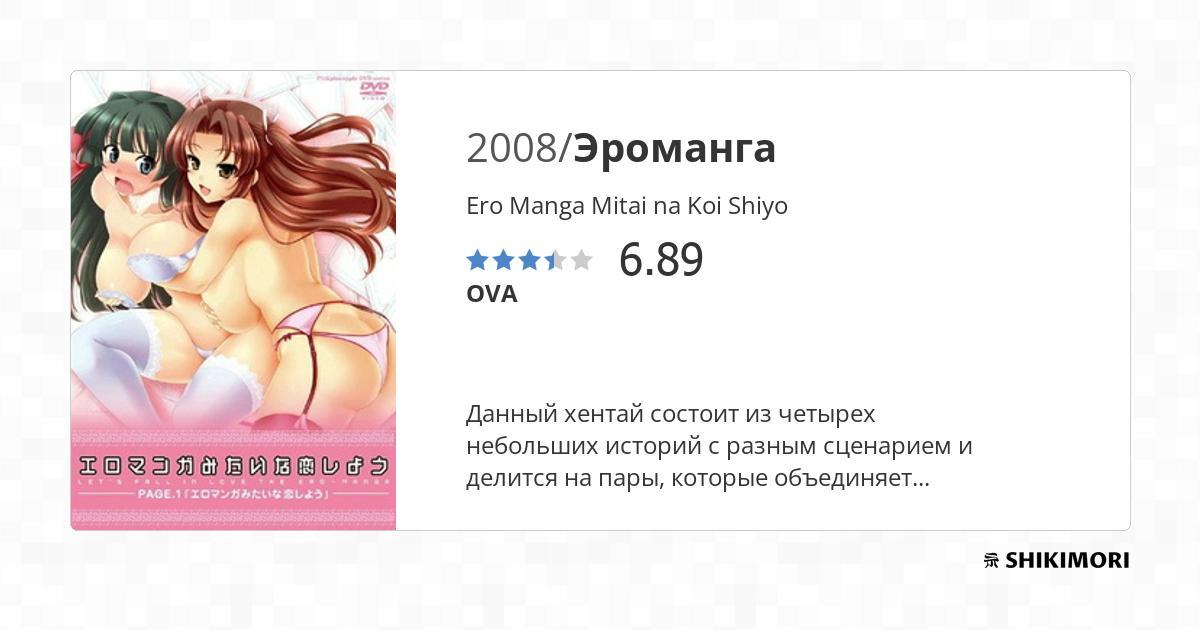 DVD
VIDEO
エロマンガみたいな恋しよう
LET'S FALL IN LOVE THE ERO-MANGA
PAGE.1「エロマンガみたいな恋しよう」
2008/Эроманга
Ero Manga Mitai na Koi Shiyo
6.89
OVA
Данный хентай состоит из четырех
небольших историй с разным сценарием и
делится на пары, которые объединяет...
SHIKIMORI